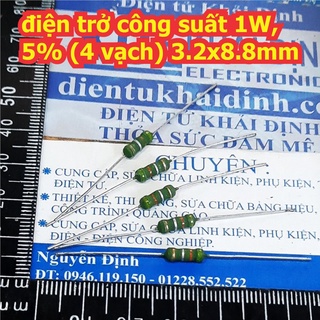 điện trở công suất 1W,
5% (4 vạch) 3.2x8.8mm
ELECTRONIC
dientukhaidinh.com
ĐIỆN TỬ KHẢI ĐỊNH
THỎA SỨC ĐAM MÊ
CHUYÊN:
CUNG CẤP, SỬA CHỮA LINH KIỆN, PHỤ KIỆN,
ĐIỆN TỬ.
THIẾT KẾ, THI CÔNG, SỬA CHỮA BẢNG HIỆU,
CÔNG TRÌNH QUẢNG CÁO.
CUNG CẤP, SỬA CHỮA LINH KIỆN, PHỤ KIỆN
ĐIỆN - ĐIỆN CÔNG NGHIỆP.
Nguyễn Định
ĐT: 0946.119.150 - 01228.552.522